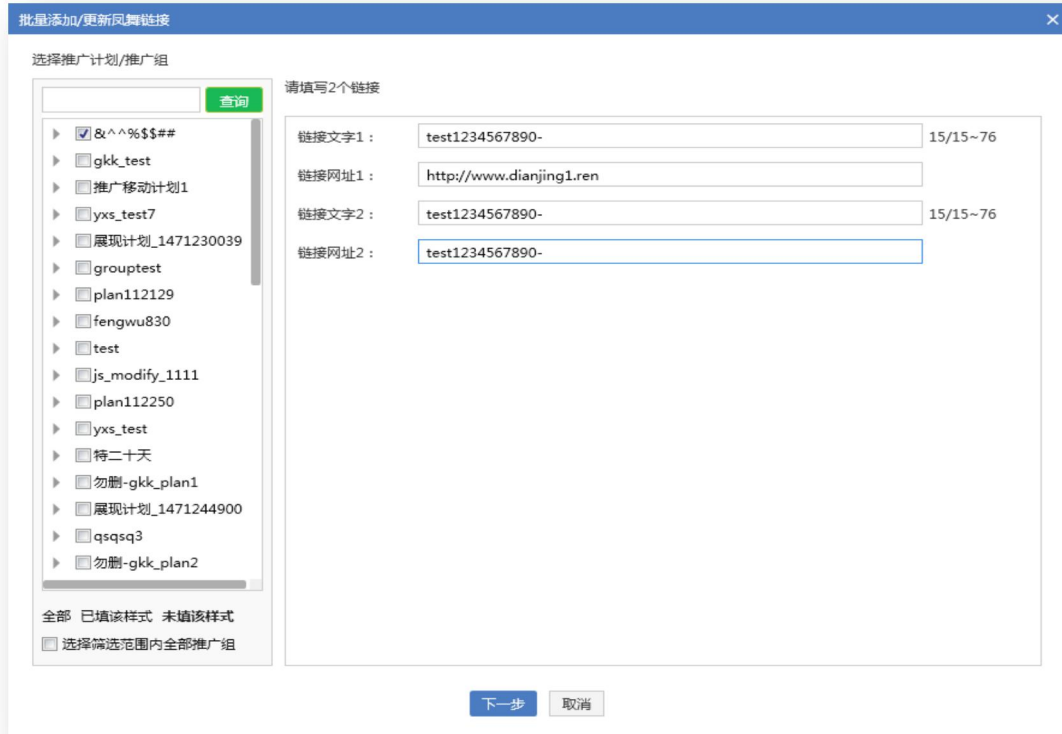 批量添加/更新凤舞链接
选择推广计划/推广组
查询
&^^%$$##
gkk_test
推广移动计划1
yxs_test7
展现计划_1471230039
grouptest
plan112129
fengwu830
test
js_modify_1111
plan112250
yxs_test
特二十天
勿删-gkk_plan1
展现计划_1471244900
qsqsq3
勿删-gkk_plan2
全部 已填该样式 未填该样式
选择筛选范围内全部推广组
请填写2个链接
链接文字1： test1234567890- 15/15~76
链接网址1： http://www.dianjing1.ren
链接文字2： test1234567890- 15/15~76
链接网址2： test1234567890-
下一步 取消